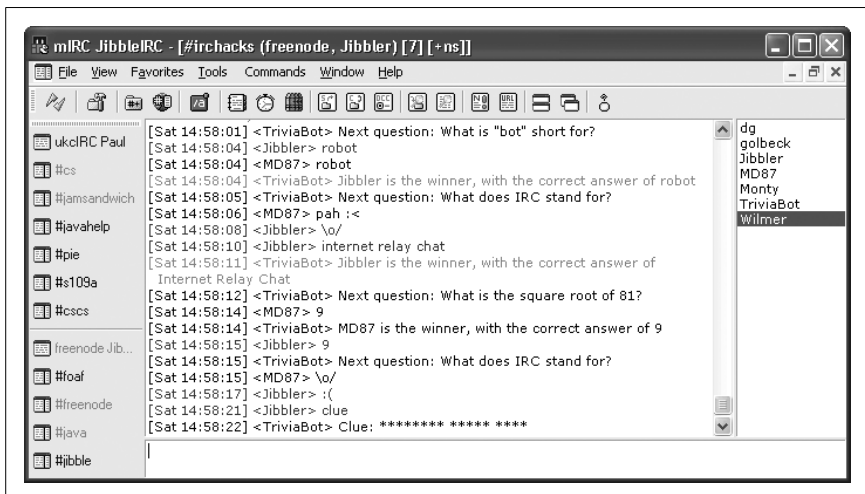 mIRC JibbleIRC - [#irchacks (freenode, Jibbler) [7] [+ns]]
File View Favorites Tools Commands Window Help
ukcIRC Paul
#cs
#jamsandwich
#javahelp
#pie
#s109a
#cscs
freenode Jib...
#foaf
#freenode
#java
#jibble
[Sat 14:58:01] <TriviaBot> Next question: What is "bot" short for?
[Sat 14:58:04] <Jibbler> robot
[Sat 14:58:04] <MD87> robot
[Sat 14:58:04] <TriviaBot> Jibbler is the winner, with the correct answer of robot
[Sat 14:58:05] <TriviaBot> Next question: What does IRC stand for?
[Sat 14:58:06] <MD87> pah :<
[Sat 14:58:08] <Jibbler> \o/
[Sat 14:58:10] <Jibbler> internet relay chat
[Sat 14:58:11] <TriviaBot> Jibbler is the winner, with the correct answer of
Internet Relay Chat
[Sat 14:58:12] <TriviaBot> Next question: What is the square root of 81?
[Sat 14:58:14] <MD87> 9
[Sat 14:58:14] <TriviaBot> MD87 is the winner, with the correct answer of 9
[Sat 14:58:15] <Jibbler> 9
[Sat 14:58:15] <TriviaBot> Next question: What does IRC stand for?
[Sat 14:58:15] <MD87> \o/
[Sat 14:58:17] <Jibbler> :(
[Sat 14:58:21] <Jibbler> clue
[Sat 14:58:22] <TriviaBot> Clue: ******** ***** ****
dg
golbeck
Jibbler
MD87
Monty
TriviaBot
Wilmer